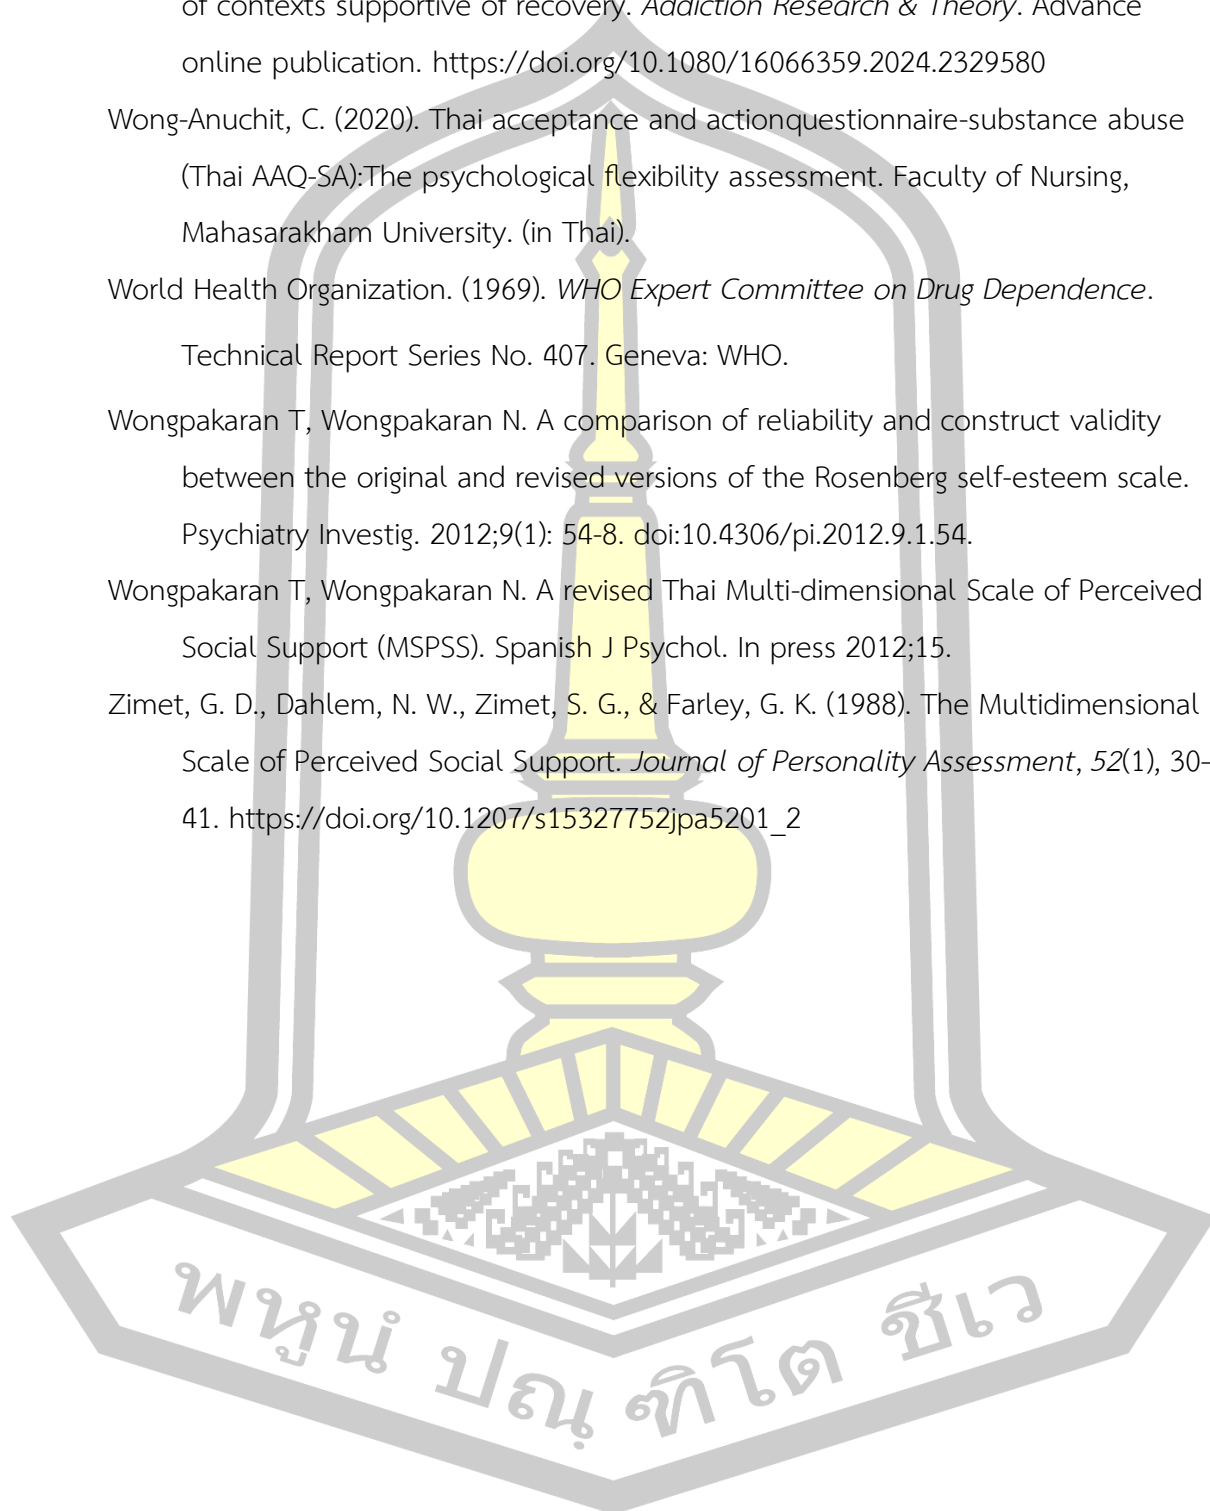 of contexts supportive of recovery. Addiction Research & Theory. Advance
online publication. https://doi.org/10.1080/16066359.2024.2329580
Wong-Anuchit, C. (2020). Thai acceptance and actionquestionnaire-substance abuse
(Thai AAQ-SA):The psychological flexibility assessment. Faculty of Nursing,
Mahasarakham University. (in Thai).
World Health Organization. (1969). WHO Expert Committee on Drug Dependence.
Technical Report Series No. 407. Geneva: WHO.
Wongpakaran T, Wongpakaran N. A comparison of reliability and construct validity
between the original and revised versions of the Rosenberg self-esteem scale.
Psychiatry Investig. 2012;9(1): 54-8. doi:10.4306/pi.2012.9.1.54.
Wongpakaran T, Wongpakaran N. A revised Thai Multi-dimensional Scale of Perceived
Social Support (MSPSS). Spanish J Psychol. In press 2012;15.
Zimet, G. D., Dahlem, N. W., Zimet, S. G., & Farley, G. K. (1988). The Multidimensional
Scale of Perceived Social Support. Journal of Personality Assessment, 52(1), 30–
41. https://doi.org/10.1207/s15327752jpa5201_2
พหูนํ ปณฺฑิโต ชีเว